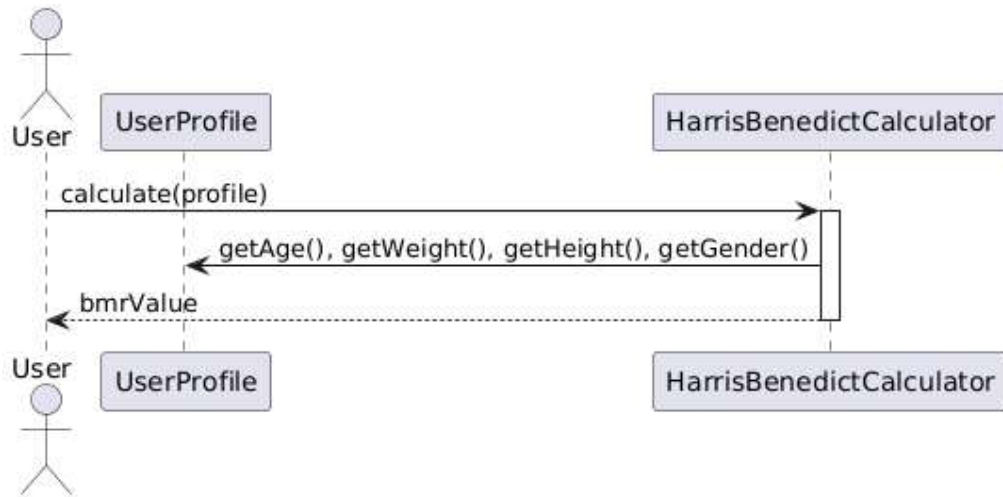 User
UserProfile
HarrisBenedictCalculator
calculate(profile)
getAge(), getWeight(), getHeight(), getGender()
bmrValue
User
UserProfile
HarrisBenedictCalculator